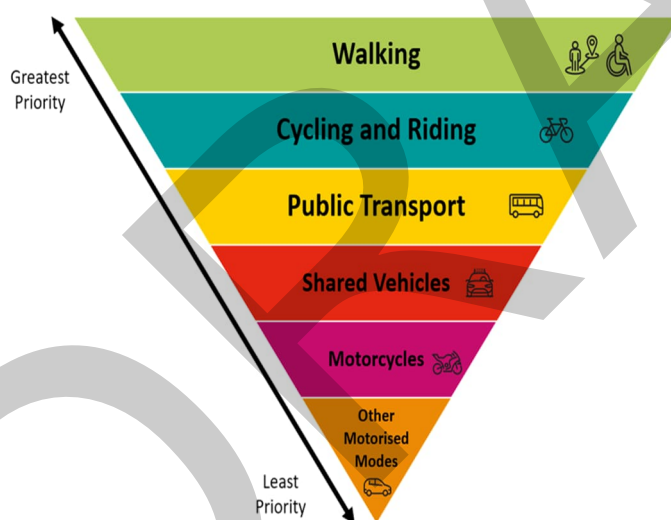 Greatest
Priority
Walking
Cycling and Riding
Public Transport
Shared Vehicles
Motorcycles
Other
Motorised
Modes
Least
Priority